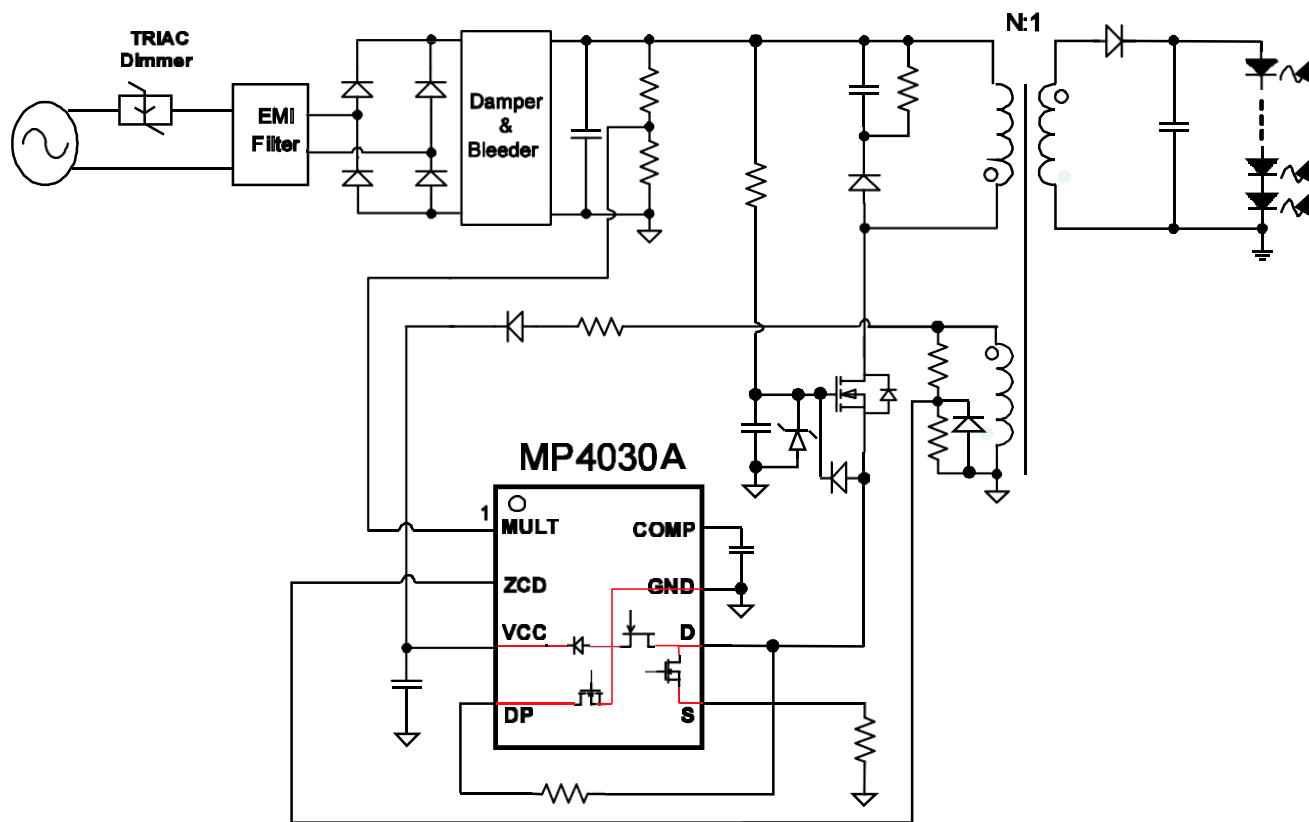 N:1
TRIAC
Dimmer
EMI
Filter
Damper
&
Bleeder
MP4030A
1
MULT
COMP
ZCD
GND
VCC
D
DP
S